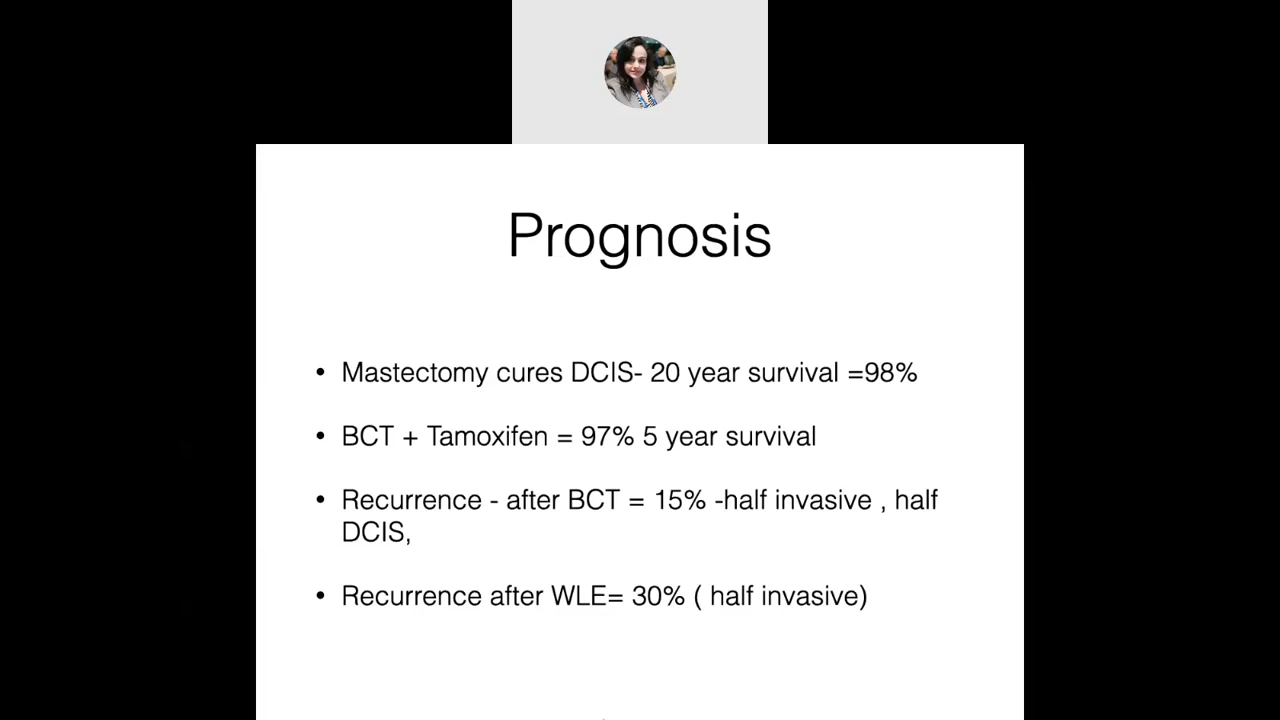 Prognosis
• Mastectomy cures DCIS- 20 year survival =98%
• BCT + Tamoxifen = 97% 5 year survival
• Recurrence - after BCT = 15% -half invasive , half
DCIS,
• Recurrence after WLE= 30% ( half invasive)